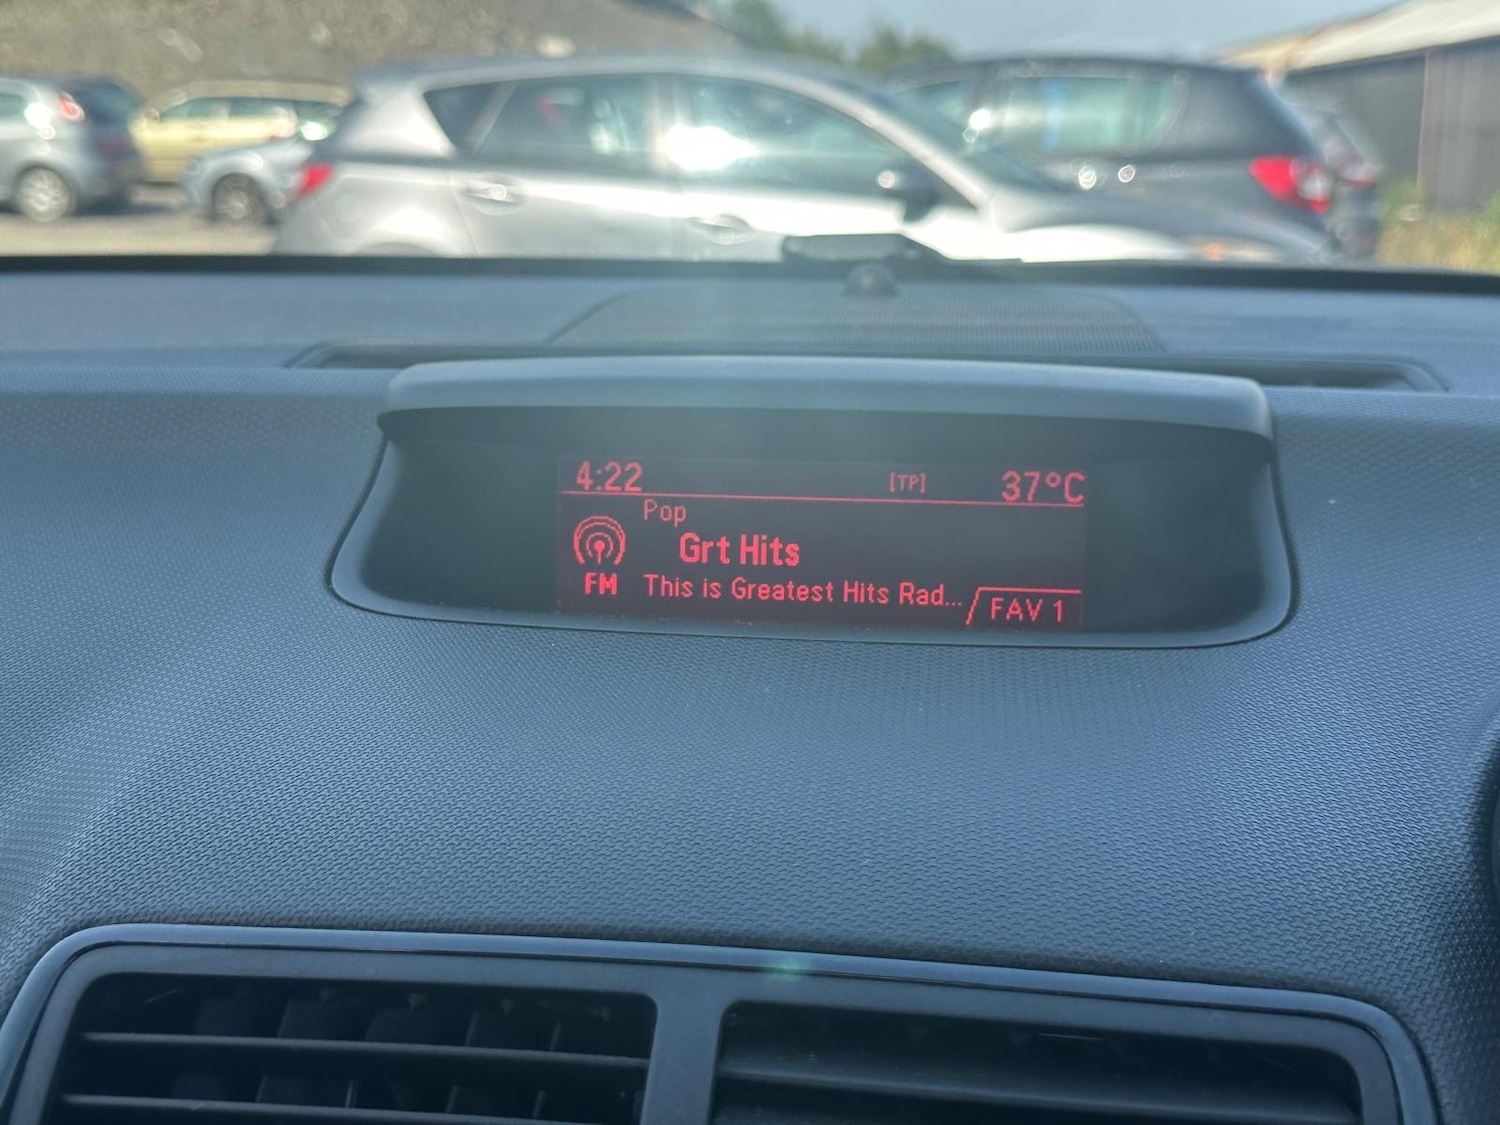 4:22 [TP] 37°C
Pop
Grt Hits
FM This is Greatest Hits Rad...
FAV 1